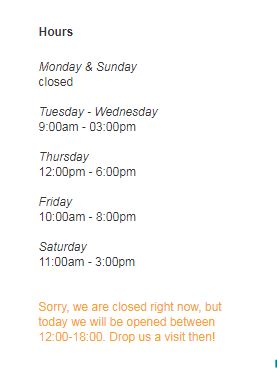 Hours
Monday & Sunday
closed
Tuesday - Wednesday
9:00am - 03:00pm
Thursday
12:00pm - 6:00pm
Friday
10:00am - 8:00pm
Saturday
11:00am - 3:00pm
Sorry, we are closed right now, but
today we will be opened between
12:00-18:00. Drop us a visit then!